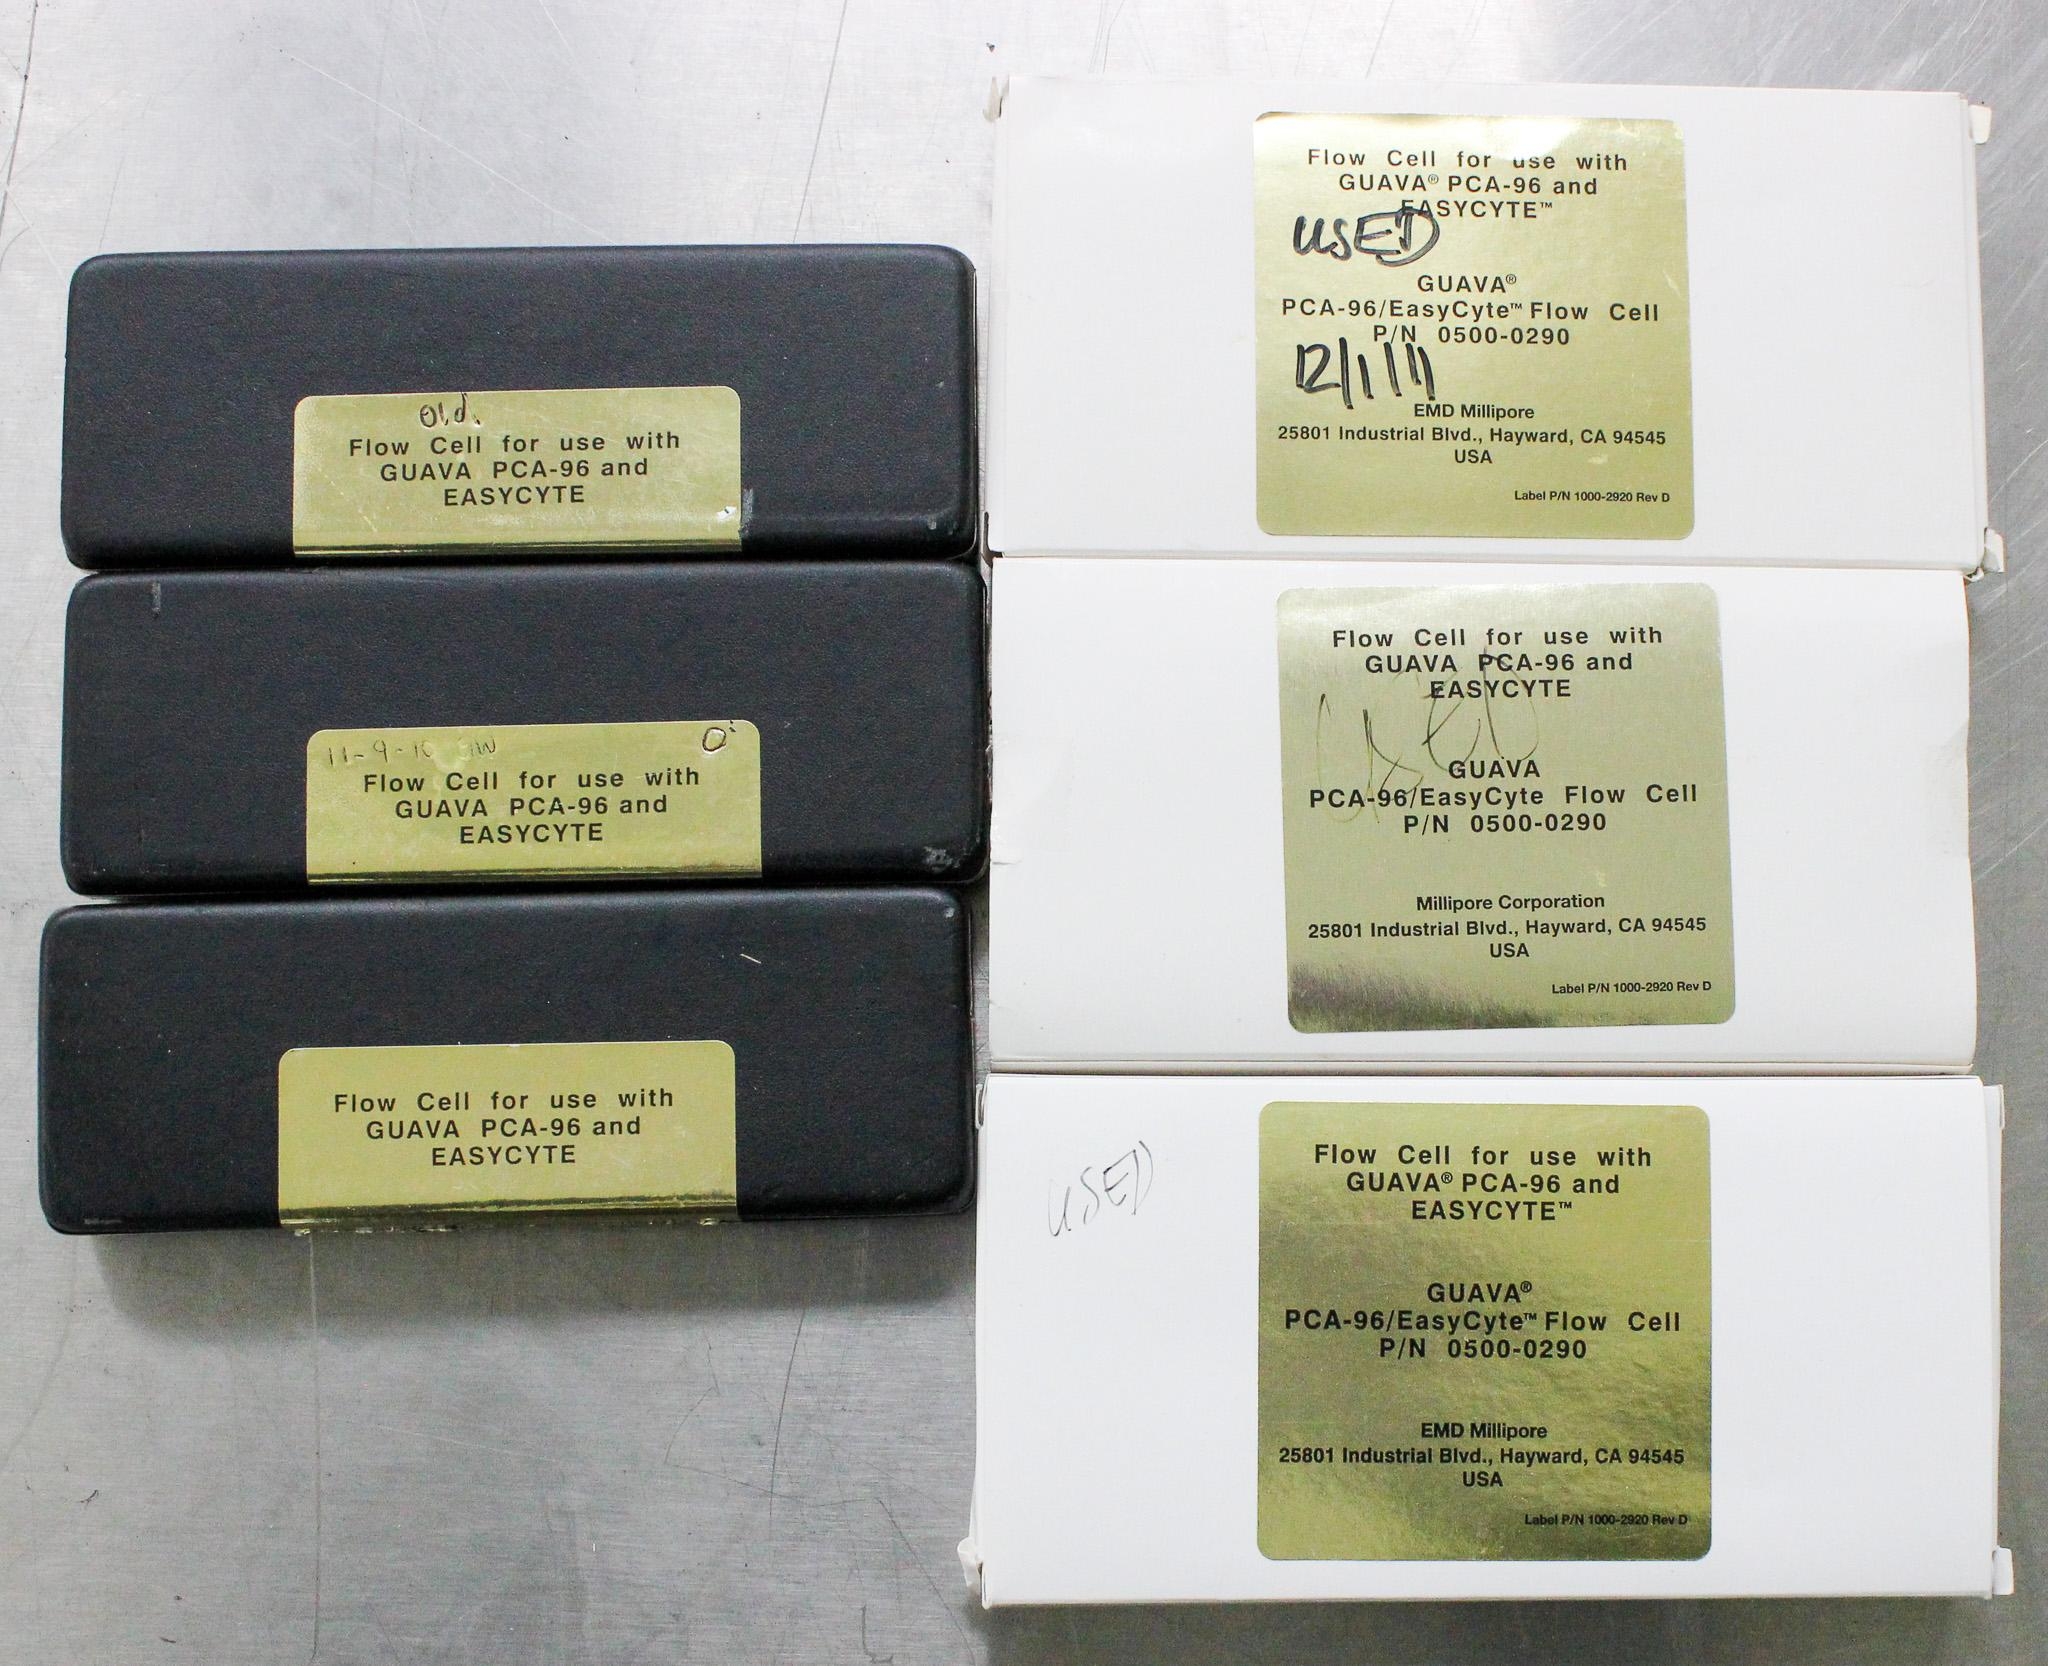 Old.
Flow Cell for use with
GUAVA PCA-96 and
EASYCYTE
11-9-10
Flow Cell for use with
GUAVA PCA-96 and
EASYCYTE
Flow Cell for use with
GUAVA PCA-96 and
EASYCYTE
Flow Cell for use with
GUAVA® PCA-96 and
EASYCYTE™
USED
GUAVA®
PCA-96/EasyCyte™ Flow Cell
P/N 0500-0290
12/1/11
EMD Millipore
25801 Industrial Blvd., Hayward, CA 94545
USA
Label P/N 1000-2920 Rev D
Flow Cell for use with
GUAVA PCA-96 and
EASYCYTE
USED
GUAVA
PCA-96/EasyCyte Flow Cell
P/N 0500-0290
Millipore Corporation
25801 Industrial Blvd., Hayward, CA 94545
USA
Label P/N 1000-2920 Rev D
USED
Flow Cell for use with
GUAVA® PCA-96 and
EASYCYTE™
GUAVA®
PCA-96/EasyCyte™ Flow Cell
P/N 0500-0290
EMD Millipore
25801 Industrial Blvd., Hayward, CA 94545
USA
Label P/N 1000-2920 Rev D